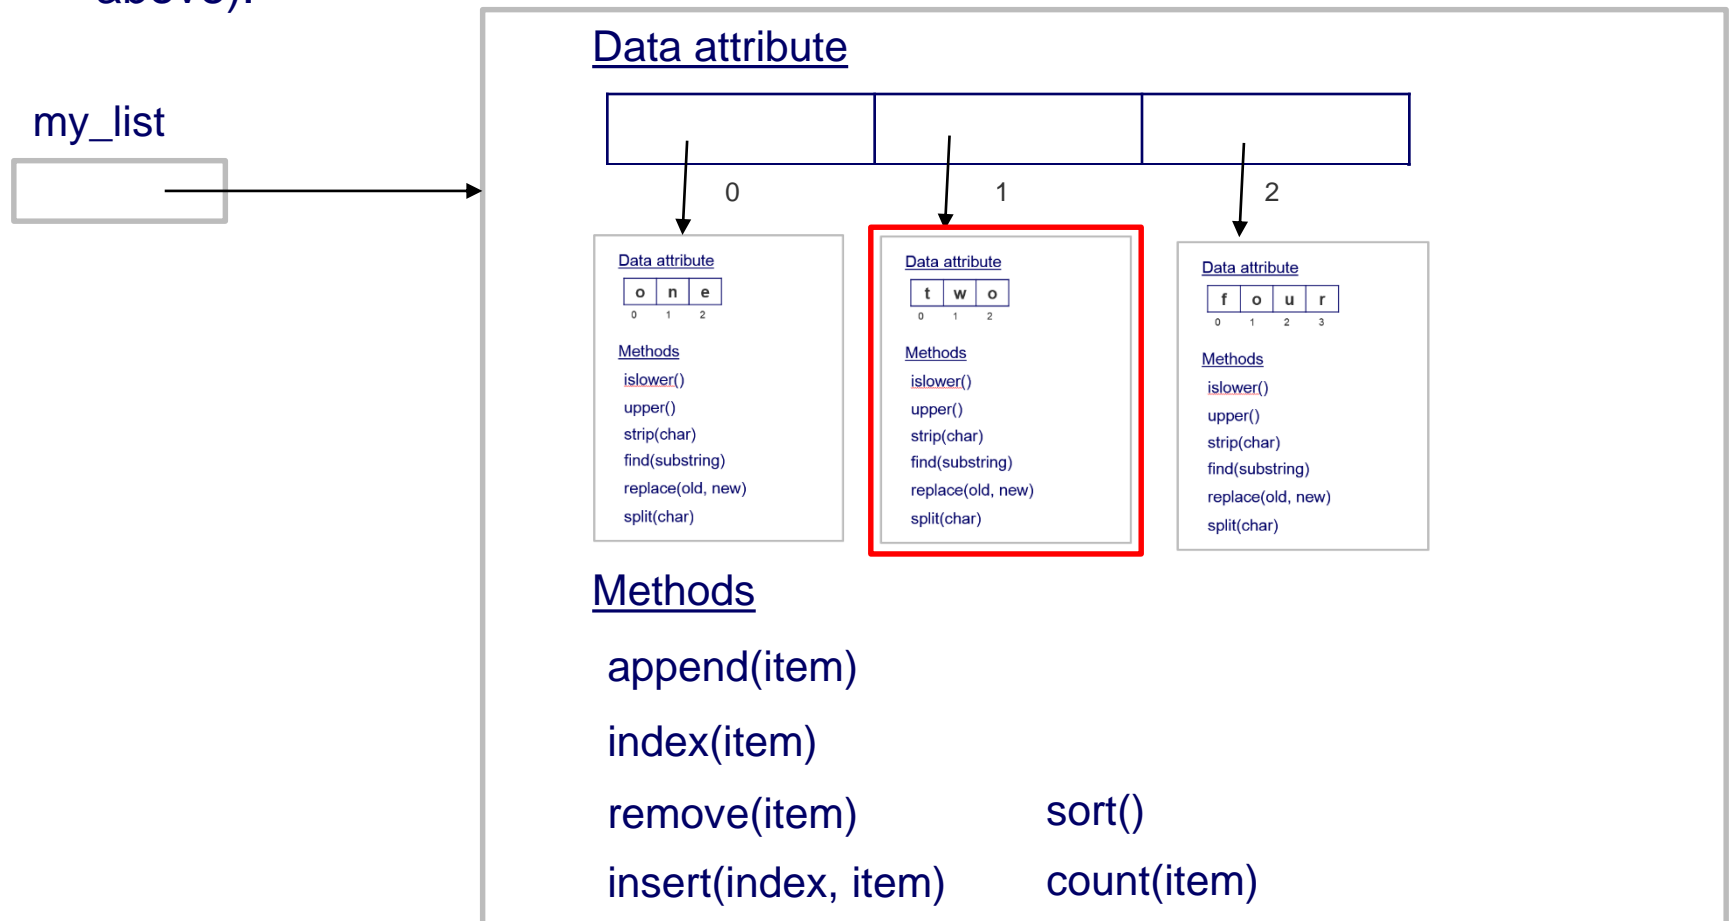 above).
Data attribute
my_list
0 1 2
Data attribute
o n e
0 1 2
Methods
islower()
upper()
strip(char)
find(substring)
replace(old, new)
split(char)
Data attribute
t w o
0 1 2
Methods
islower()
upper()
strip(char)
find(substring)
replace(old, new)
split(char)
Data attribute
f o u r
0 1 2 3
Methods
islower()
upper()
strip(char)
find(substring)
replace(old, new)
split(char)
Methods
append(item)
index(item)
remove(item) sort()
insert(index, item) count(item)